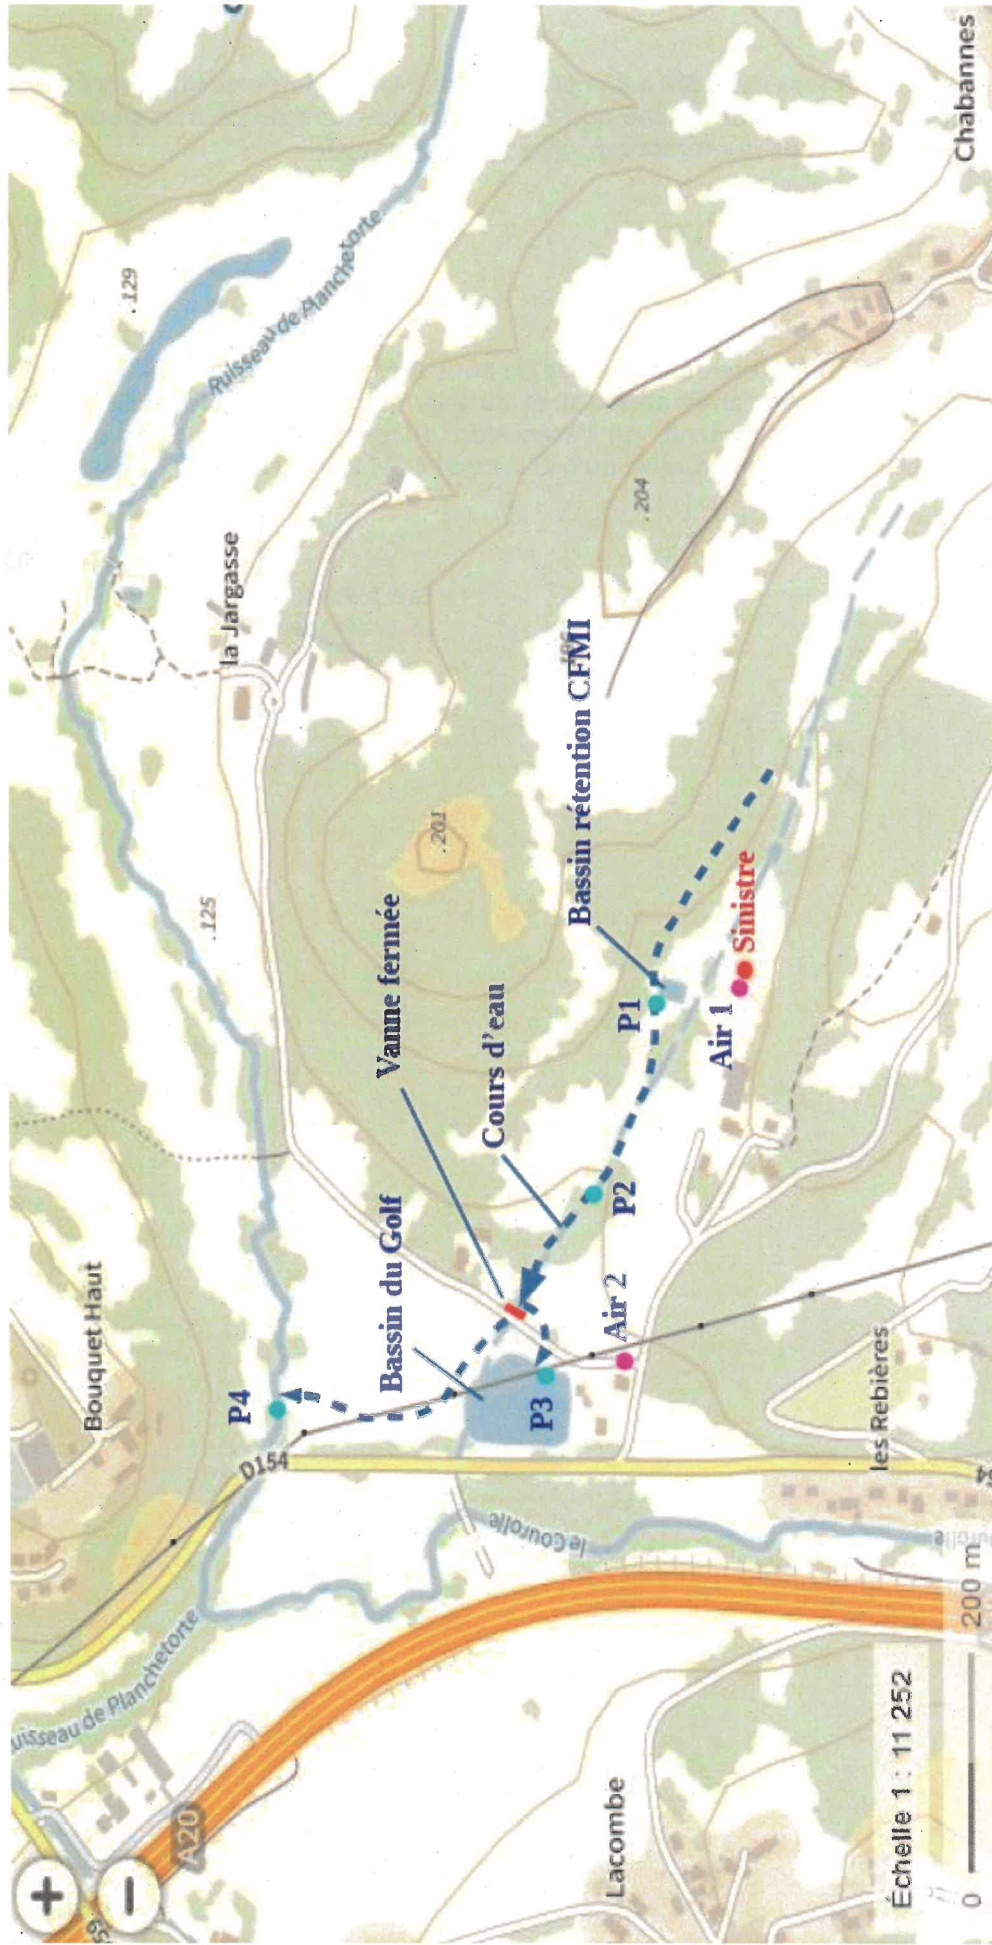 +
−
uisseau de Planchetorte
Bouquet Haut
.129
A20
D154
P4
.125
la Jargasse
Ruisseau de Planchetorte
Vanne fermée
Bassin du Golf
.201
Cours d'eau
le Courolle
P3
Bassin rétention CFMI
Air 2
P2
P1
Lacombe
.204
Air 1
Sinistre
les Rebières
Chabannes
Échelle 1 : 11 252
0 200 m